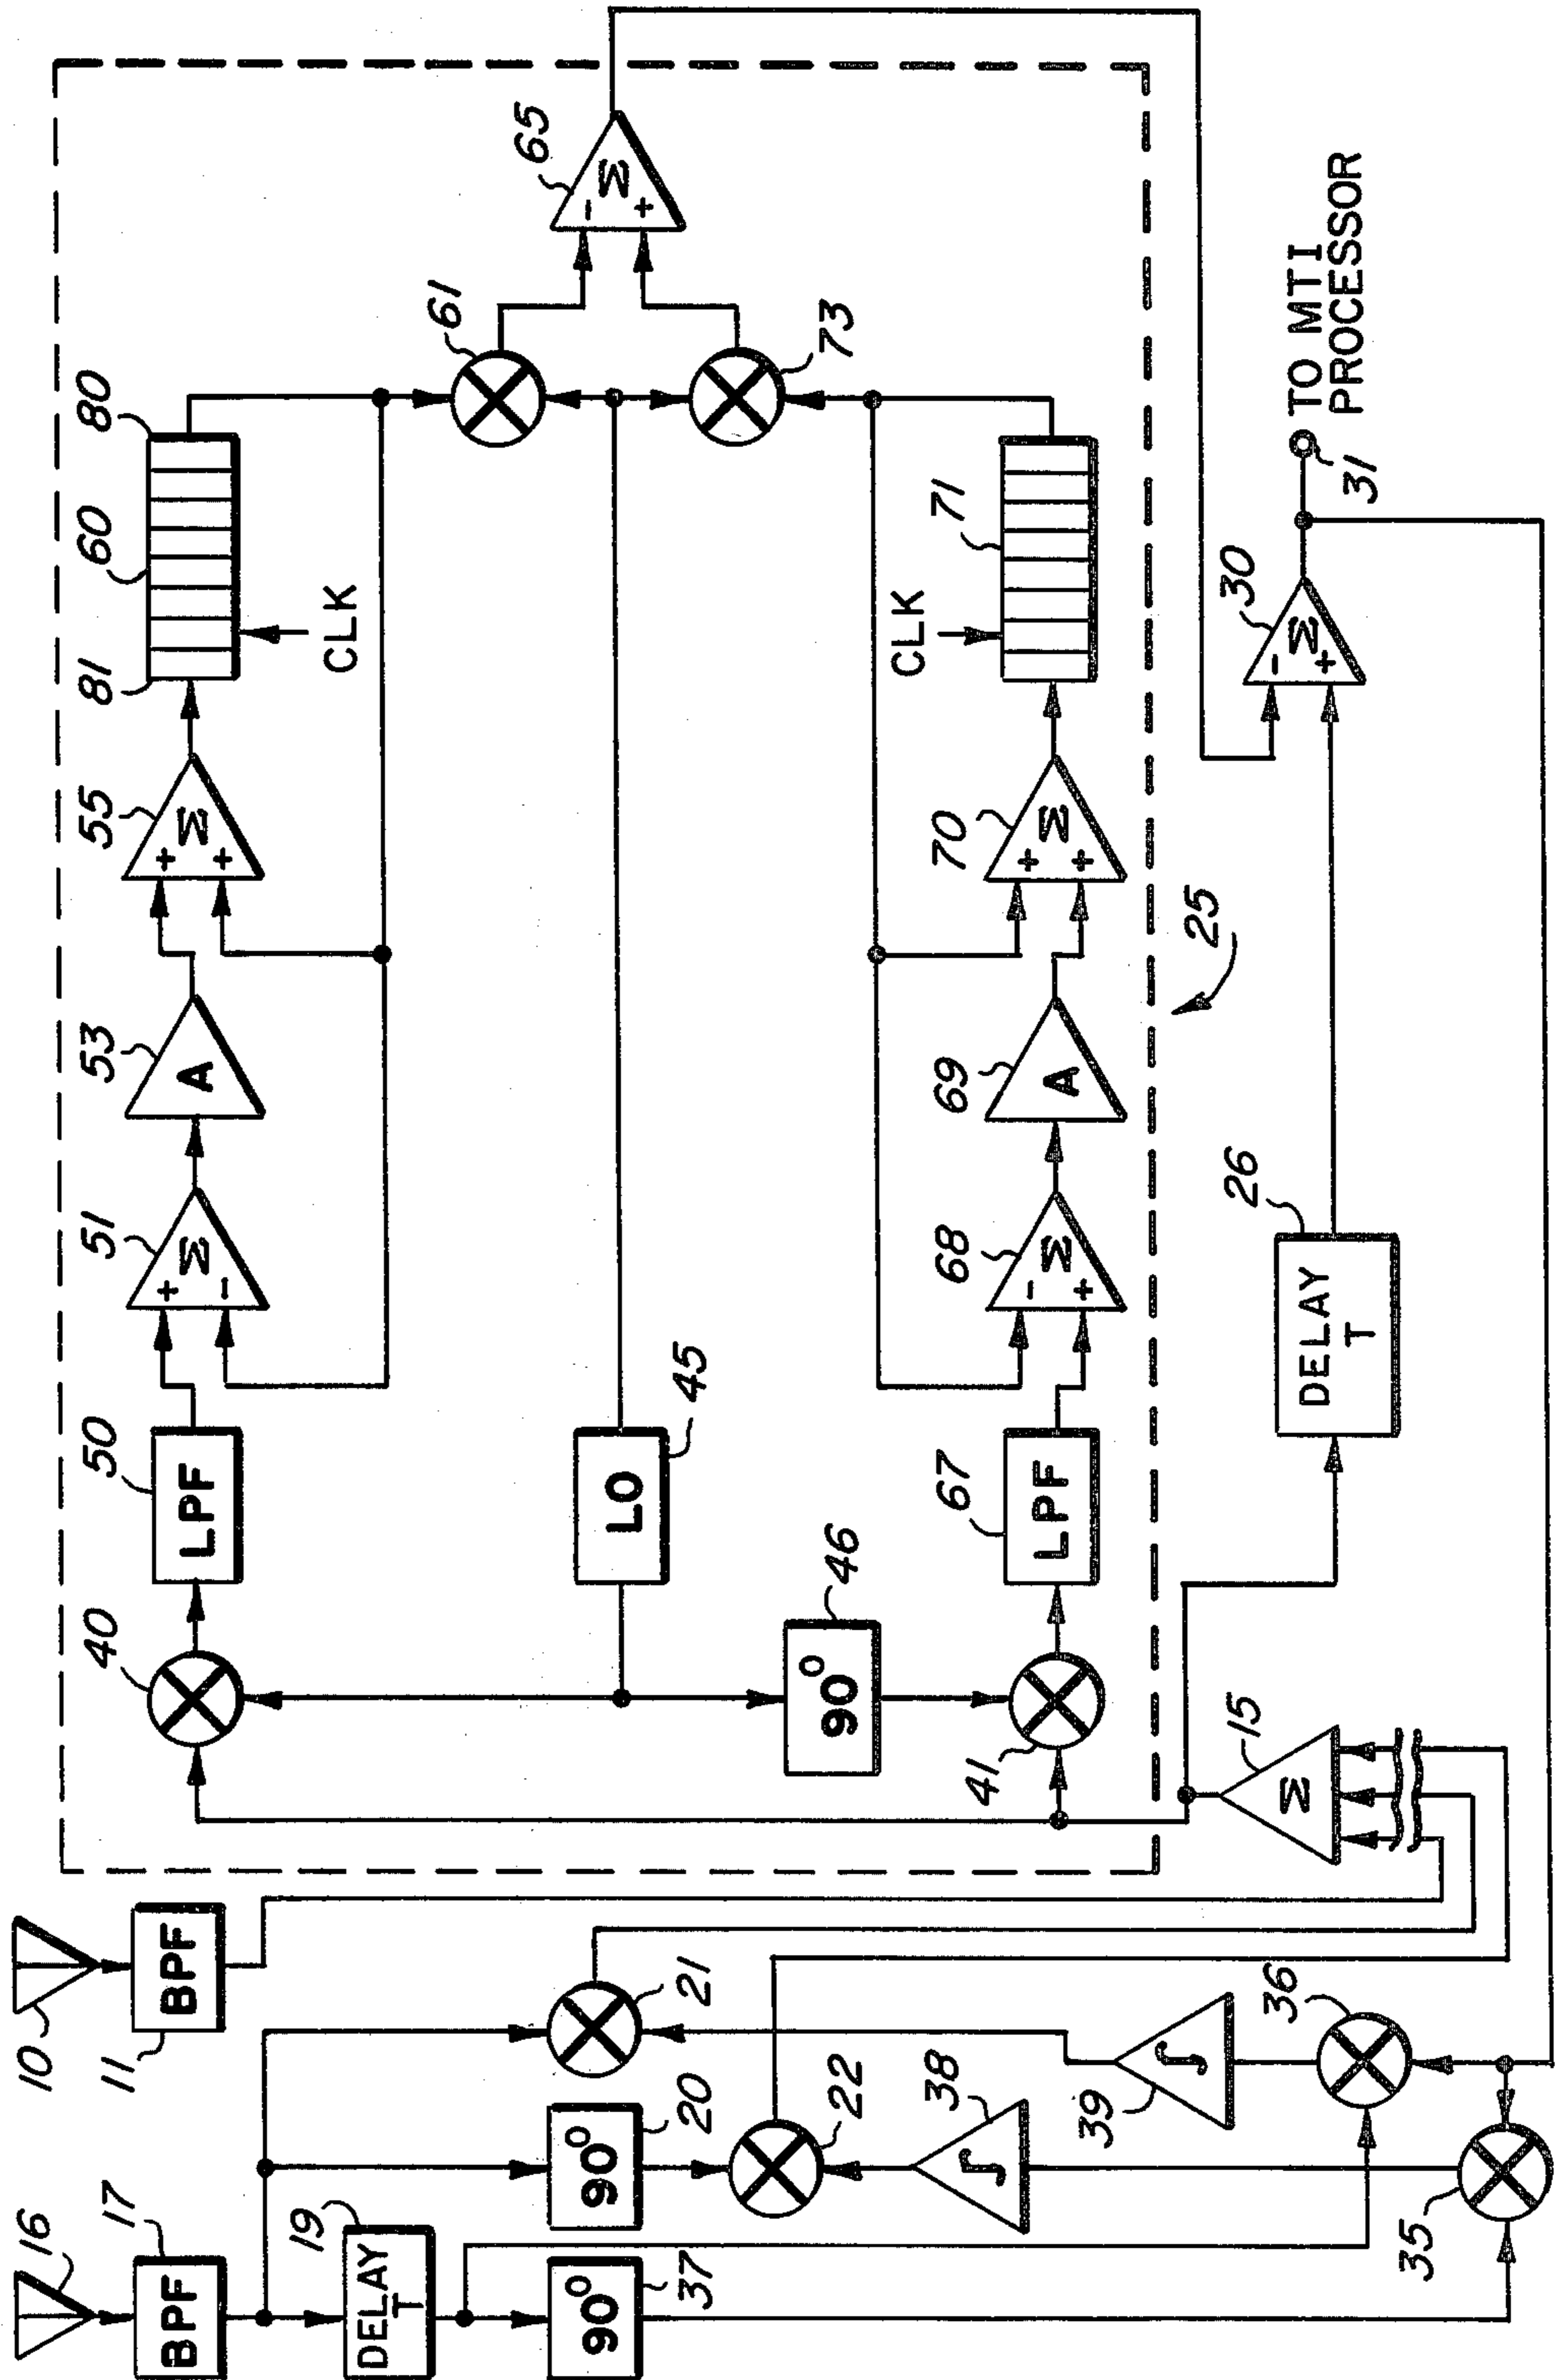 10
BPF
11
16
BPF
17
DELAY
T
19
90°
37
90°
20
21
22
∫
38
∫
39
35
36
Σ
15
40
41
LPF
50
LO
45
90°
46
LPF
67
+
Σ
-
51
A
53
+
Σ
+
55
81
60
80
CLK
61
-
Σ
+
65
73
-
Σ
+
68
A
69
+
Σ
+
70
71
CLK
25
DELAY
T
26
-
Σ
+
30
31
TO MTI
PROCESSOR